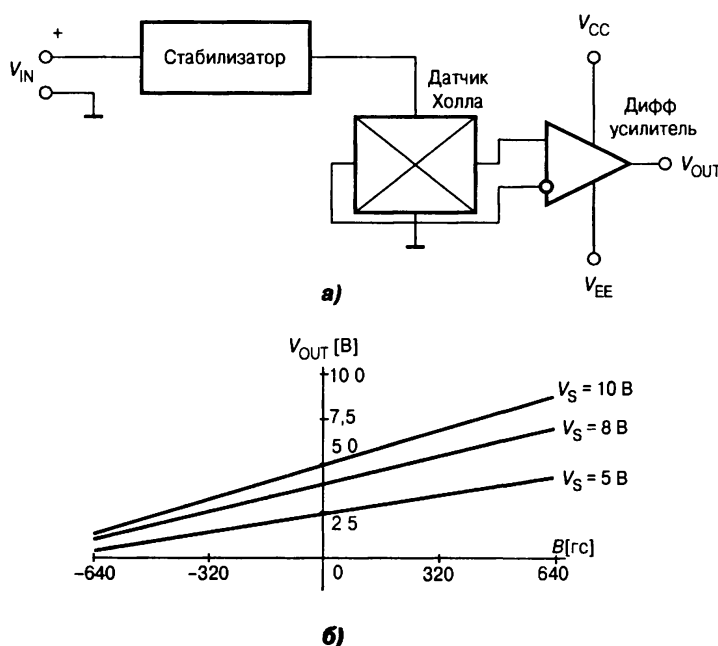 +
V_IN
Стабилизатор
Датчик
Холла
V_CC
Дифф
усилитель
V_OUT
V_EE
а)
V_OUT [В]
10 0
7,5
5 0
2 5
V_S = 10 В
V_S = 8 В
V_S = 5 В
B[гс]
−640
−320
0
320
640
б)